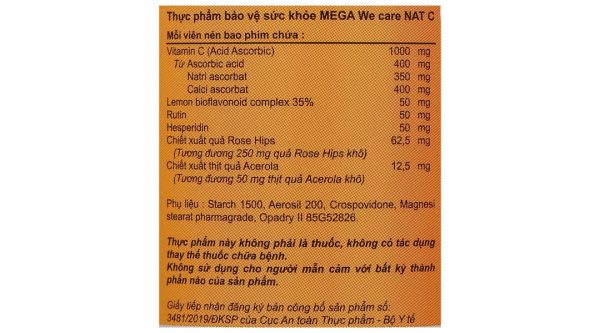 Thực phẩm bảo vệ sức khỏe MEGA We care NAT C
Mỗi viên nén bao phim chứa :
Vitamin C (Acid Ascorbic) 1000 mg
Từ Ascorbic acid 400 mg
Natri ascorbat 350 mg
Calci ascorbat 400 mg
Lemon bioflavonoid complex 35% 50 mg
Rutin 50 mg
Hesperidin 50 mg
Chiết xuất quả Rose Hips 62,5 mg
(Tương đương 250 mg quả Rose Hips khô)
Chiết xuất thịt quả Acerola 12,5 mg
(Tương đương 50 mg thịt quả Acerola khô)
Phụ liệu : Starch 1500, Aerosil 200, Crospovidone, Magnesi
stearat pharmagrade, Opadry II 85G52826.
Thực phẩm này không phải là thuốc, không có tác dụng
thay thế thuốc chữa bệnh.
Không sử dụng cho người mẫn cảm với bất kỳ thành
phần nào của sản phẩm.
Giấy tiếp nhận đăng ký bản công bố sản phẩm số:
3481/2019/ĐKSP của Cục An toàn Thực phẩm - Bộ Y tế